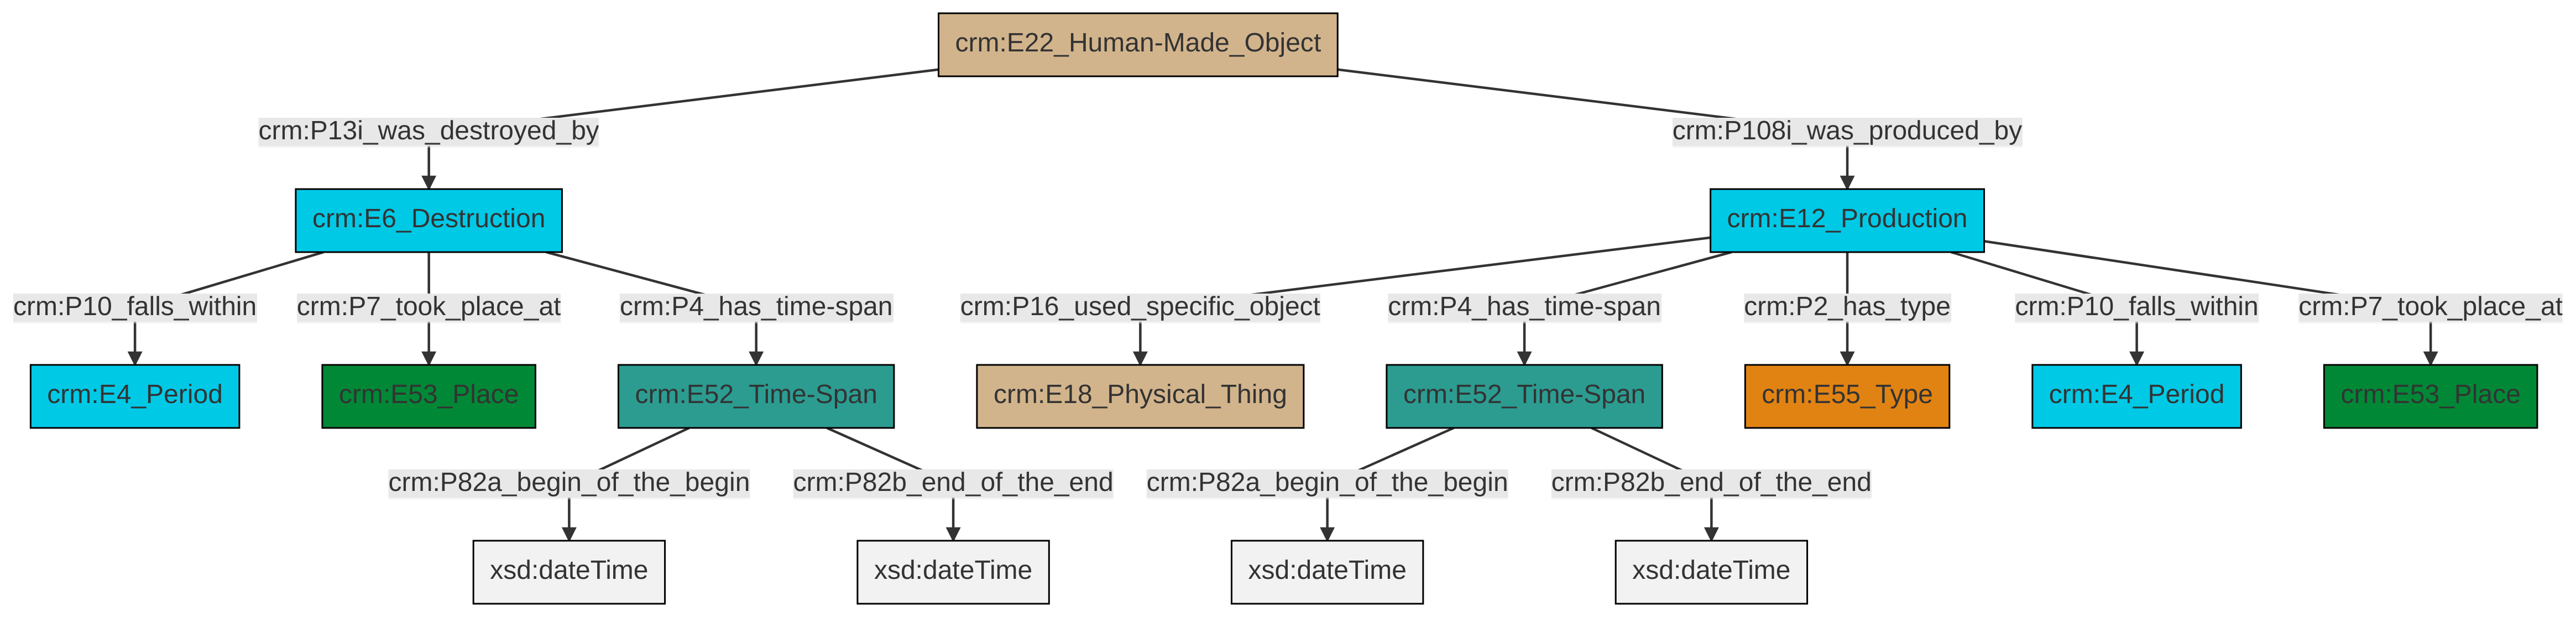 crm:E22_Human-Made_Object
crm:P13i_was_destroyed_by
crm:P108i_was_produced_by
crm:E6_Destruction
crm:E12_Production
crm:P10_falls_within
crm:P7_took_place_at
crm:P4_has_time-span
crm:P16_used_specific_object
crm:P4_has_time-span
crm:P2_has_type
crm:P10_falls_within
crm:P7_took_place_at
crm:E4_Period
crm:E53_Place
crm:E52_Time-Span
crm:E18_Physical_Thing
crm:E52_Time-Span
crm:E55_Type
crm:E4_Period
crm:E53_Place
crm:P82a_begin_of_the_begin
crm:P82b_end_of_the_end
crm:P82a_begin_of_the_begin
crm:P82b_end_of_the_end
xsd:dateTime
xsd:dateTime
xsd:dateTime
xsd:dateTime